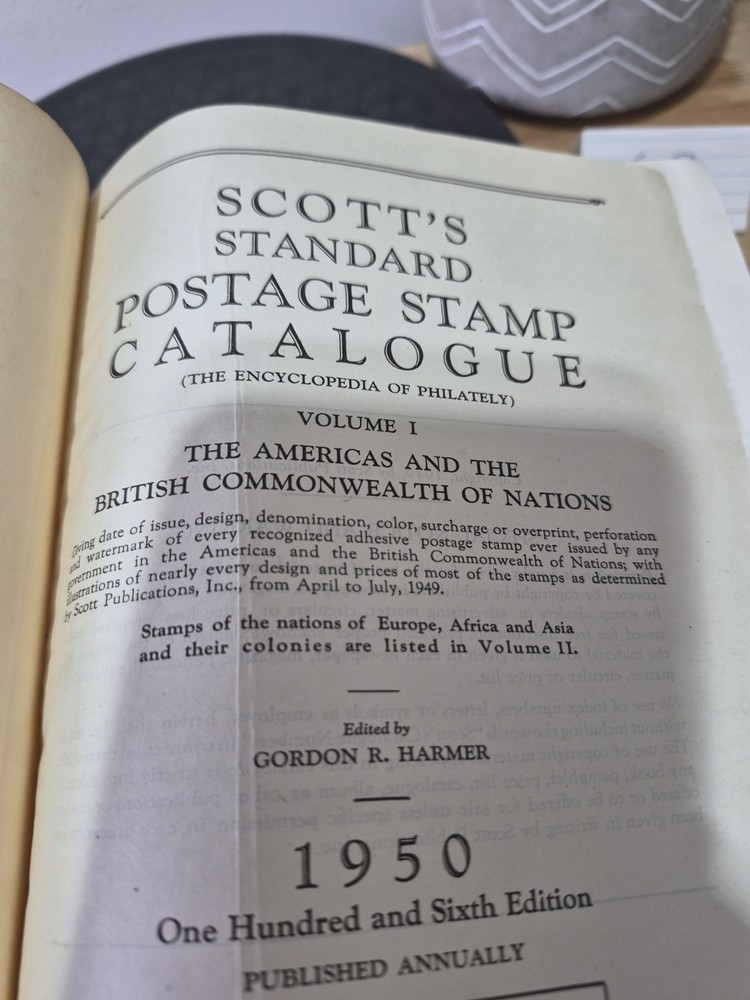 SCOTT'S
STANDARD
POSTAGE STAMP
CATALOGUE
(THE ENCYCLOPEDIA OF PHILATELY)
VOLUME I
THE AMERICAS AND THE
BRITISH COMMONWEALTH OF NATIONS
Giving date of issue, design, denomination, color, surcharge or overprint, perforation
and watermark of every recognized adhesive postage stamp ever issued by any
government in the Americas and the British Commonwealth of Nations; with
illustrations of nearly every design and prices of most of the stamps as determined
by Scott Publications, Inc., from April to July, 1949.
Stamps of the nations of Europe, Africa and Asia
and their colonies are listed in Volume II.
Edited by
GORDON R. HARMER
1950
One Hundred and Sixth Edition
PUBLISHED ANNUALLY